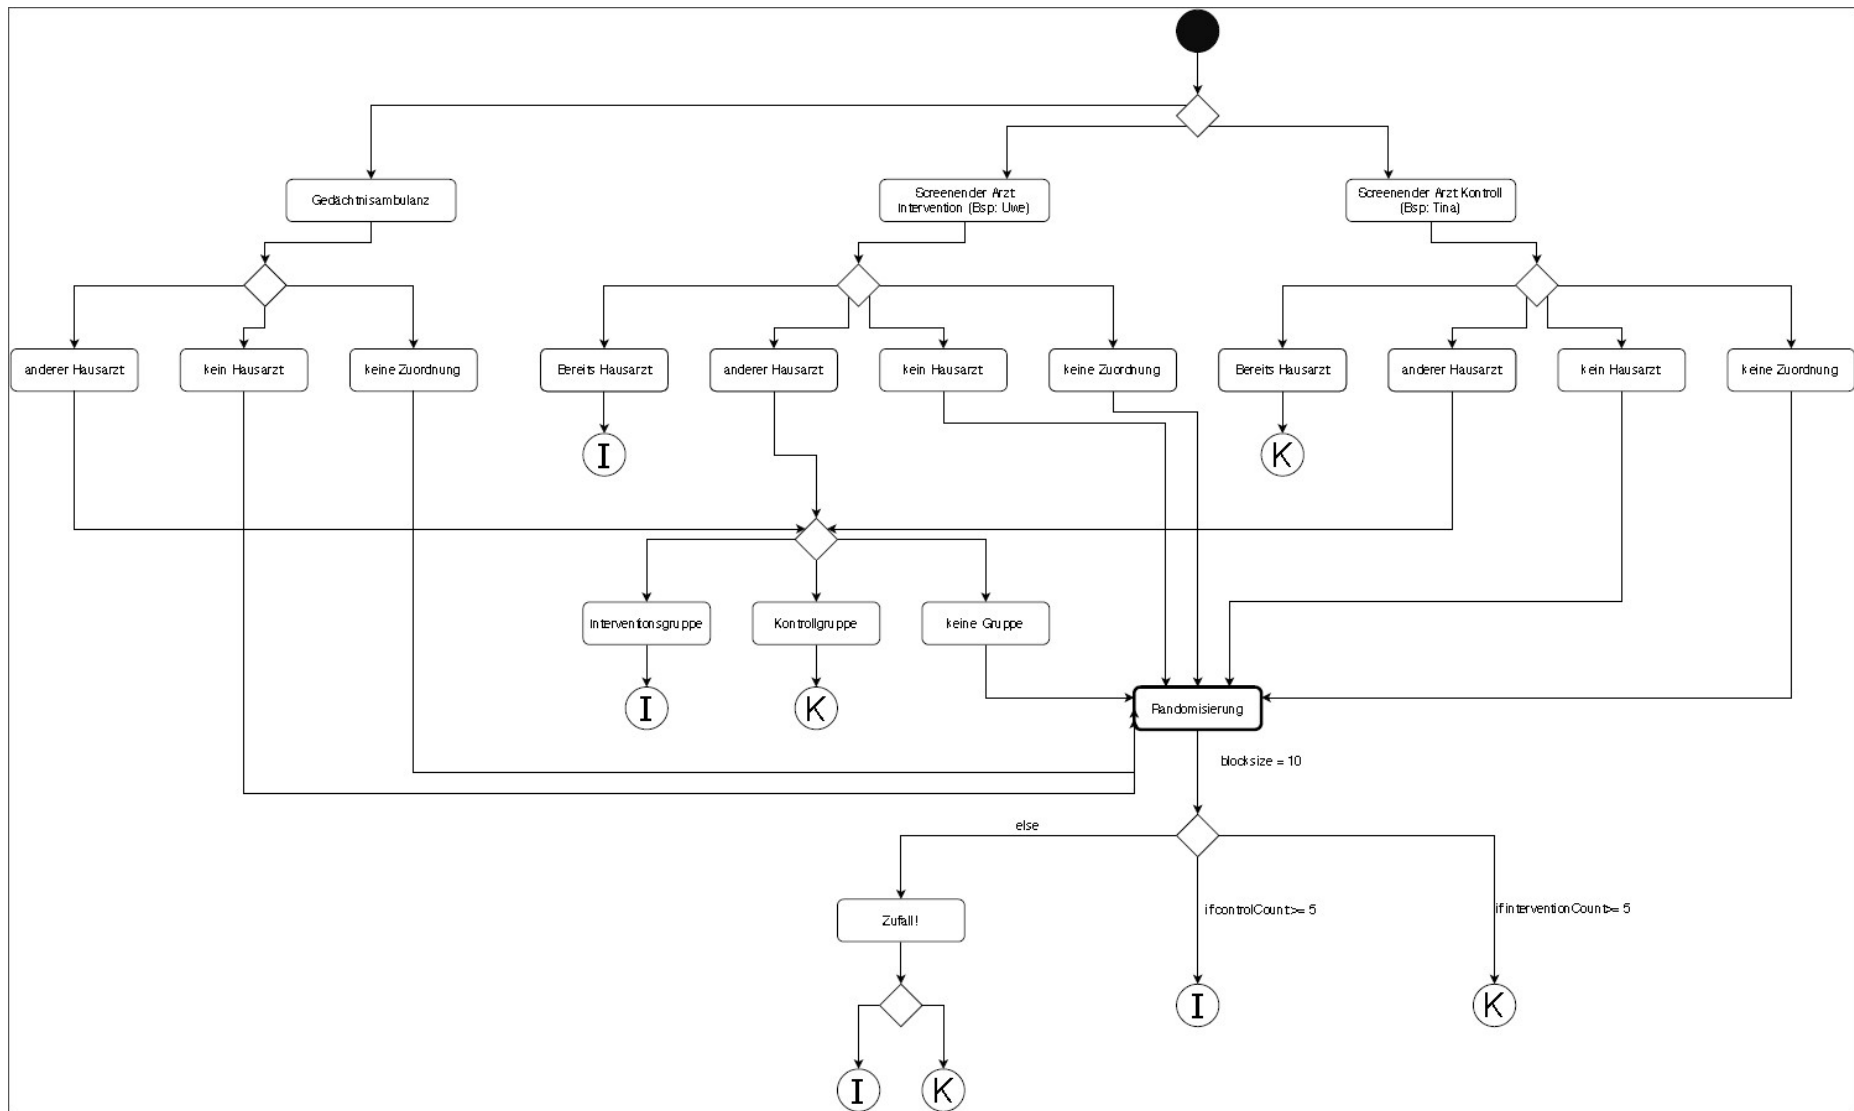 Gedächtnisambulanz
Screenender Arzt
Intervention (Bsp: Uwe)
Screenender Arzt Kontroll
(Bsp: Tina)
anderer Hausarzt
kein Hausarzt
keine Zuordnung
Bereits Hausarzt
anderer Hausarzt
kein Hausarzt
keine Zuordnung
Bereits Hausarzt
anderer Hausarzt
kein Hausarzt
keine Zuordnung
I
K
Interventionsgruppe
Kontrollgruppe
keine Gruppe
I
K
Randomisierung
blocksize = 10
else
Zufall!
if controlCount >= 5
if interventionCount >= 5
I
K
I
K